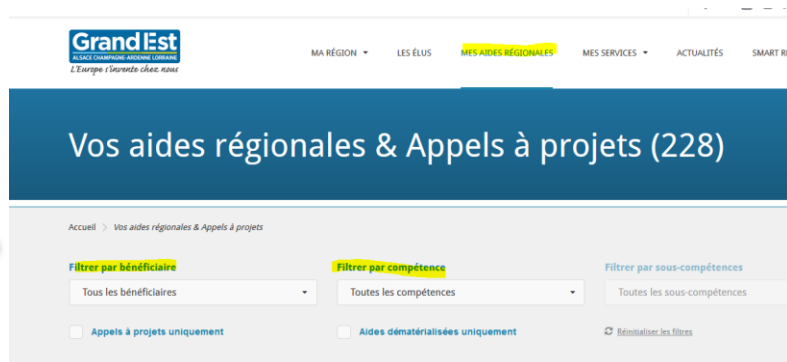 Grand Est
ALSACE CHAMPAGNE-ARDENNE LORRAINE
L'Europe s'invente chez nous
MA RÉGION
LES ÉLUS
MES AIDES RÉGIONALES
MES SERVICES
ACTUALITÉS
SMART
Vos aides régionales & Appels à projets (228)
Accueil > Vos aides régionales & Appels à projets
Filtrer par bénéficiaire
Filtrer par compétence
Filtrer par sous-compétences
Tous les bénéficiaires
Toutes les compétences
Toutes les sous-compétences
Appels à projets uniquement
Aides dématérialisées uniquement
Réinitialiser les filtres